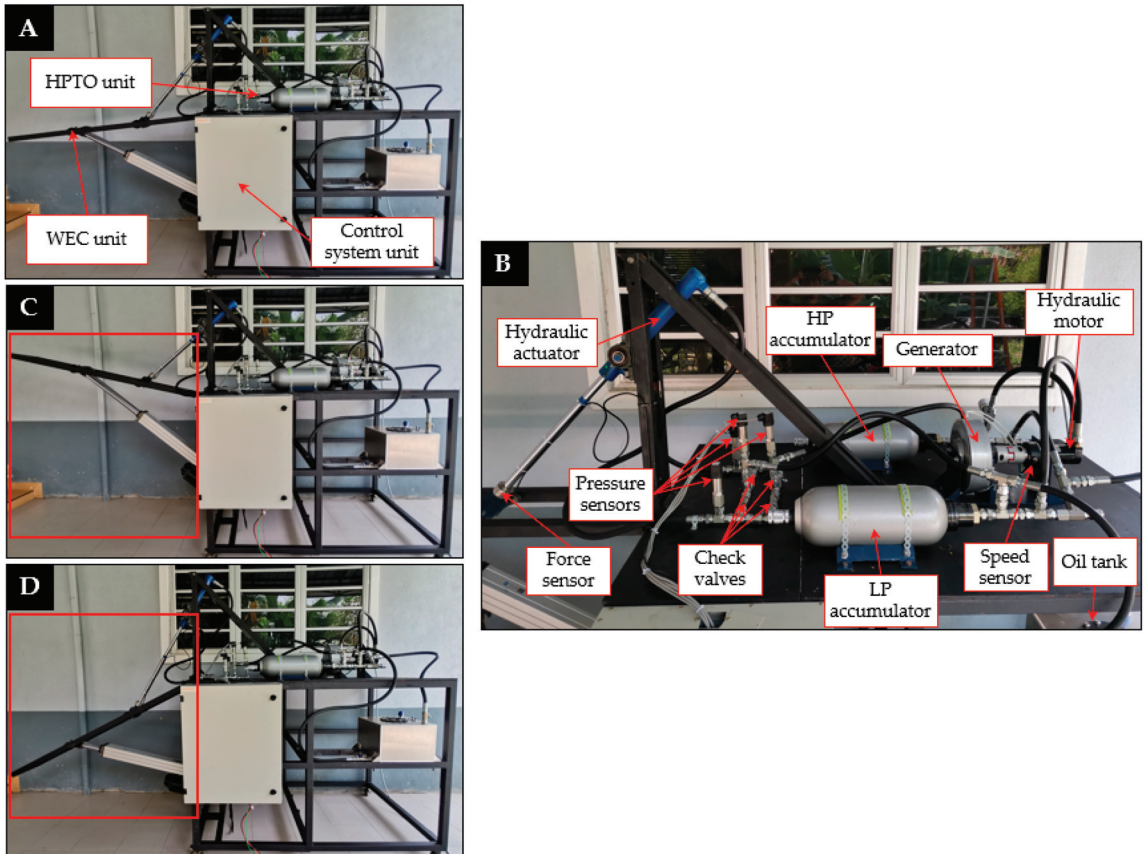 A
HPTO unit
WEC unit
Control
system unit
B
Hydraulic
actuator
HP
accumulator
Generator
Hydraulic
motor
Pressure
sensors
Force
sensor
Check
valves
LP
accumulator
Speed
sensor
Oil tank
C
D